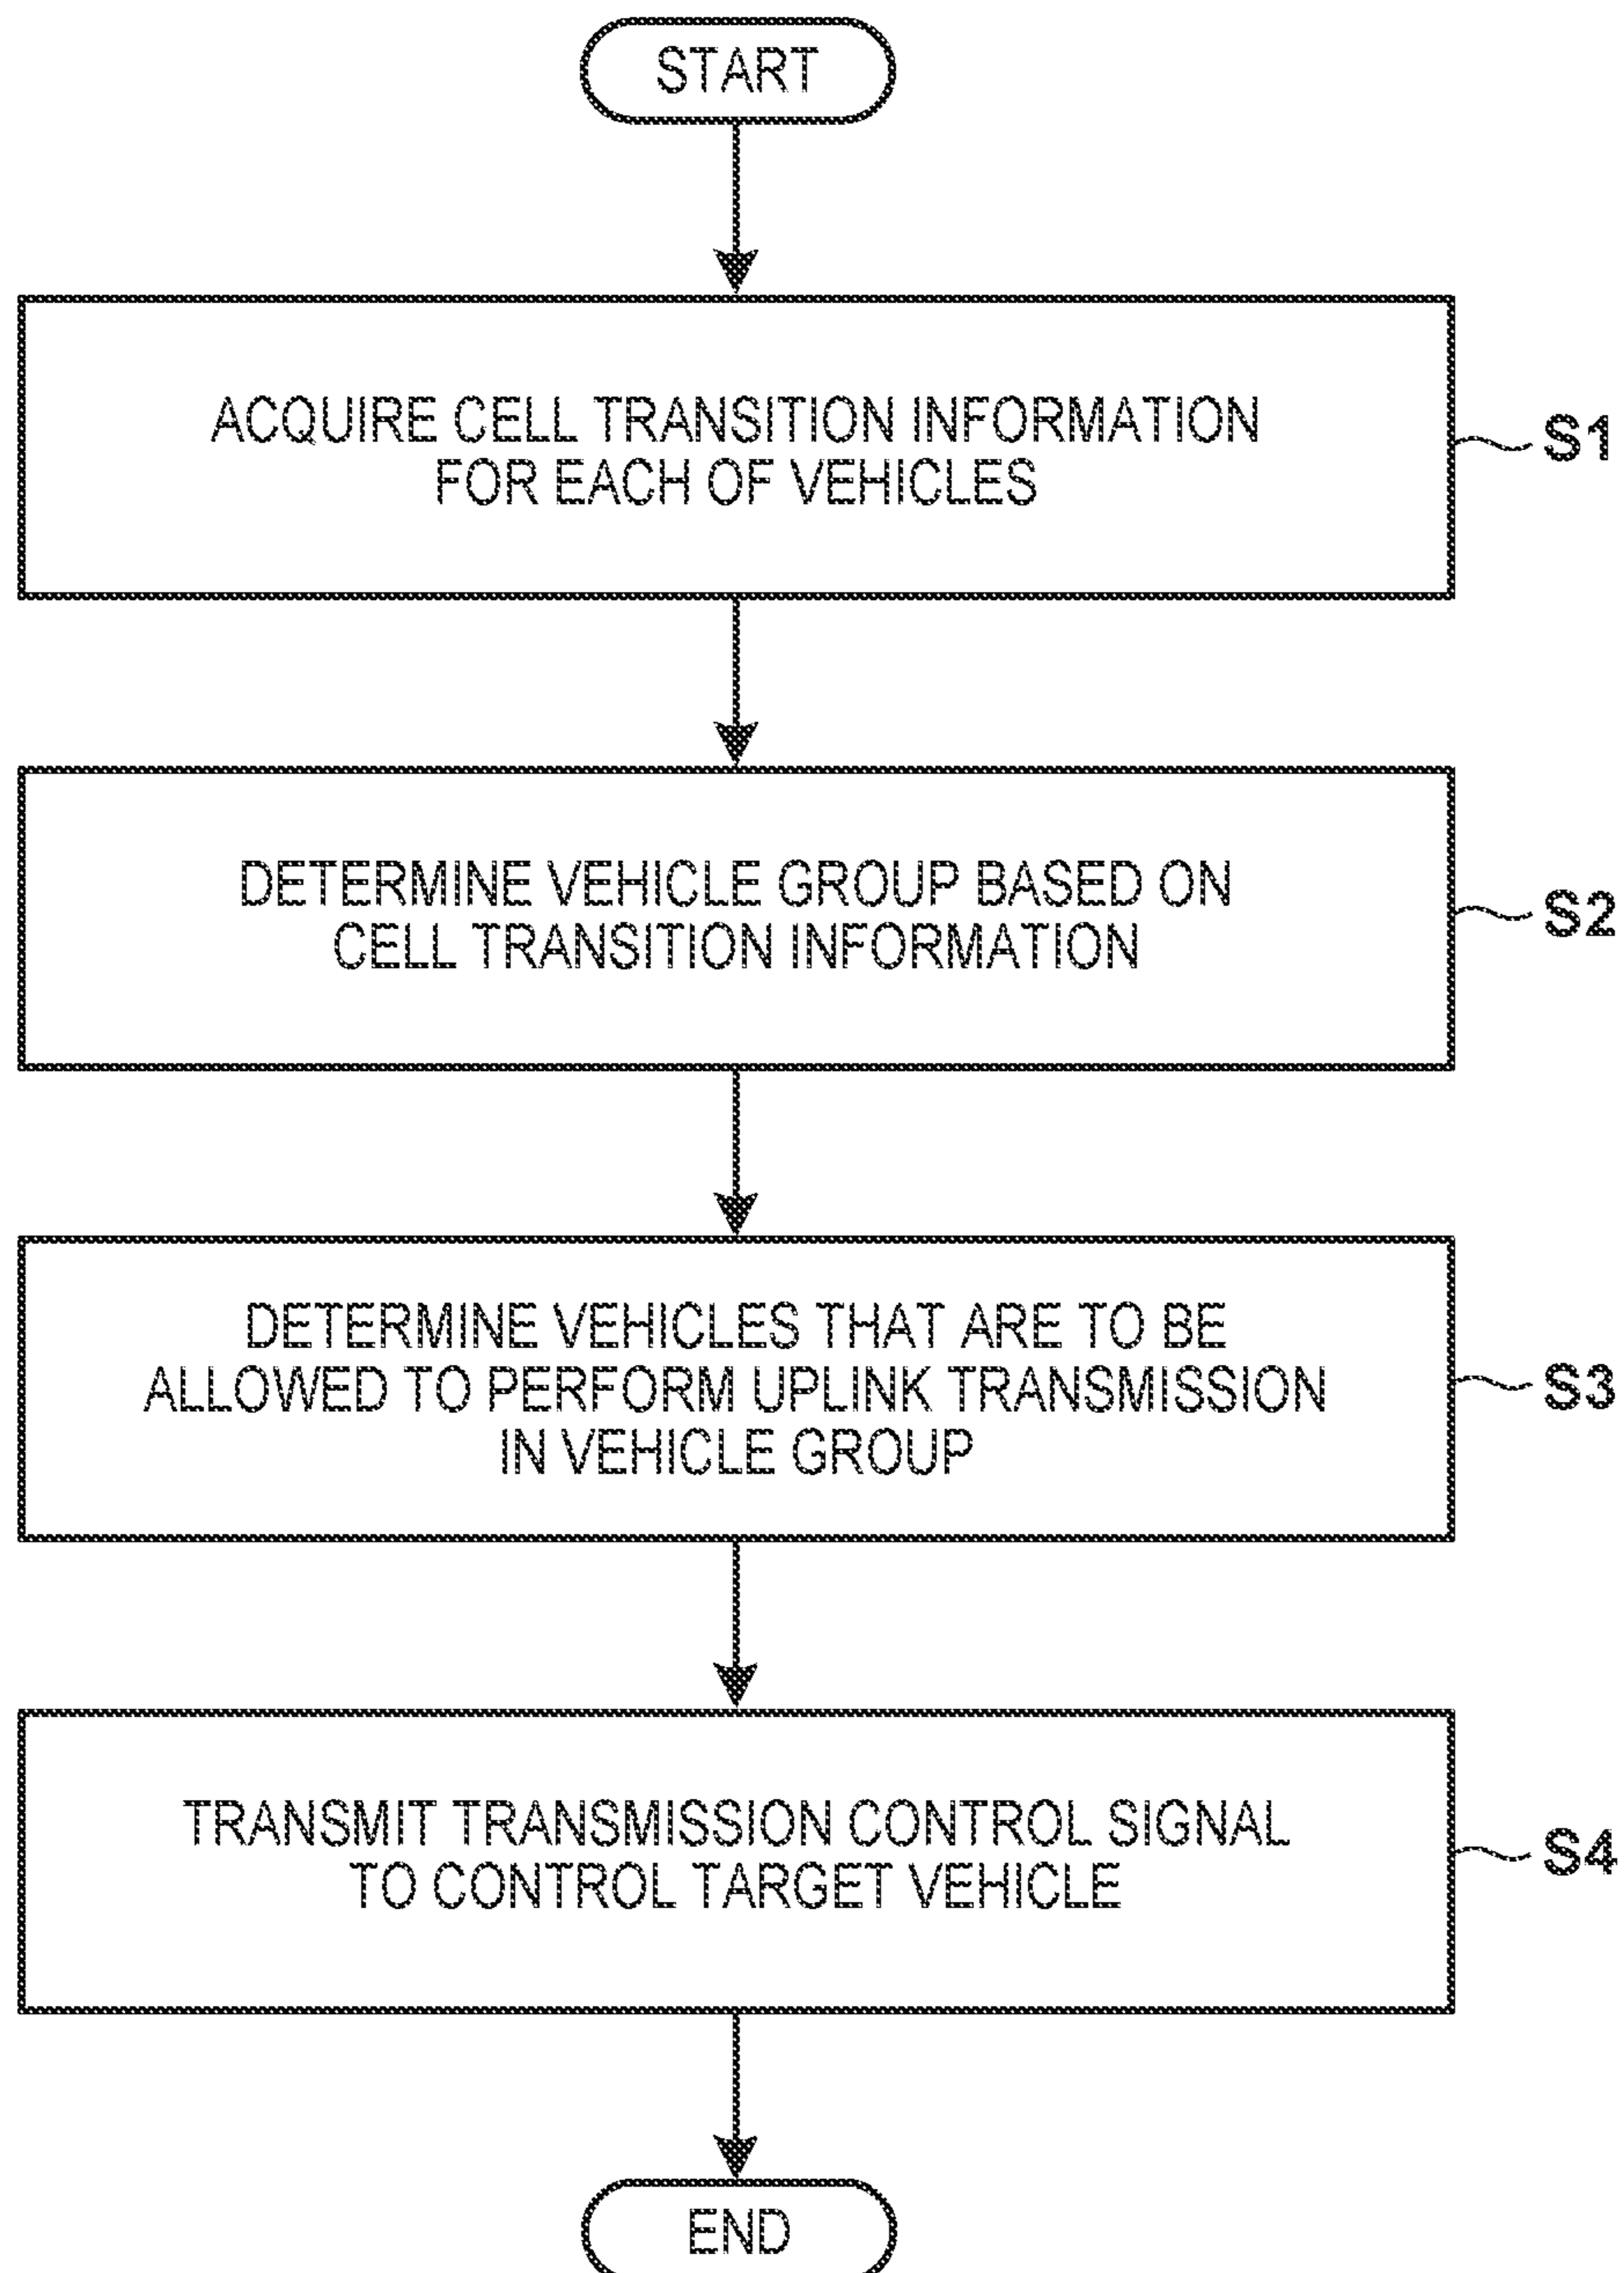 START
ACQUIRE CELL TRANSITION INFORMATION
FOR EACH OF VEHICLES
S1
DETERMINE VEHICLE GROUP BASED ON
CELL TRANSITION INFORMATION
S2
DETERMINE VEHICLES THAT ARE TO BE
ALLOWED TO PERFORM UPLINK TRANSMISSION
IN VEHICLE GROUP
S3
TRANSMIT TRANSMISSION CONTROL SIGNAL
TO CONTROL TARGET VEHICLE
S4
END